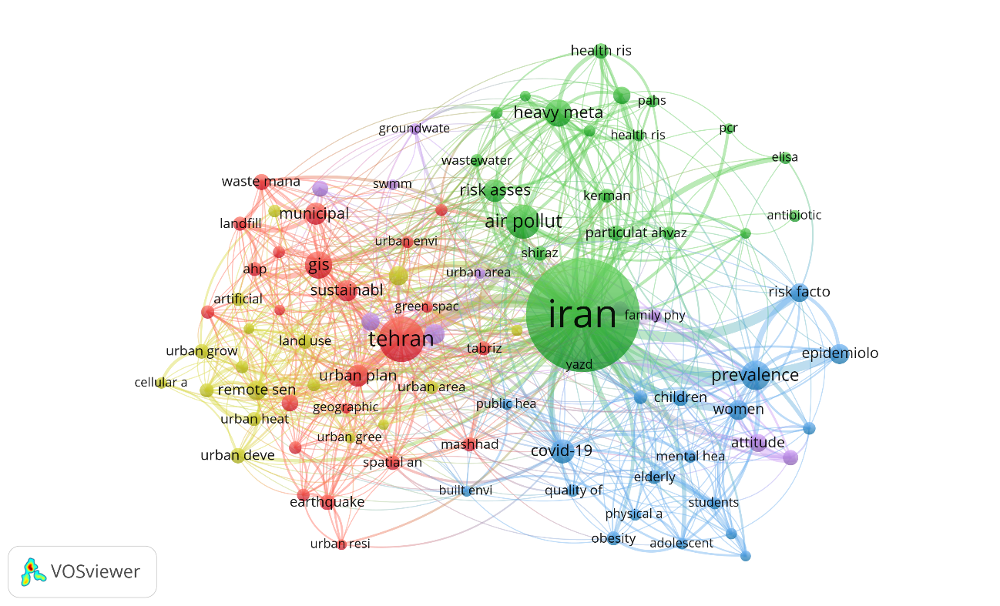 health ris
pahs
heavy meta
groundwate
pcr
health ris
elisa
wastewater
waste mana
swmm
risk asses
kerman
municipal
antibiotic
landfill
air pollut
particulat
ahvaz
urban envi
shiraz
gis
ahp
urban area
sustainabl
risk facto
artificial
green spac
iran
family phy
tehran
land use
tabriz
urban grow
epidemiolo
yazd
urban plan
prevalence
cellular a
remote sen
urban area
children
geographic
public hea
women
urban heat
urban gree
mashhad
attitude
urban deve
covid-19
mental hea
spatial an
elderly
built envi
quality of
earthquake
students
physical a
obesity
adolescent
urban resi
VOSviewer